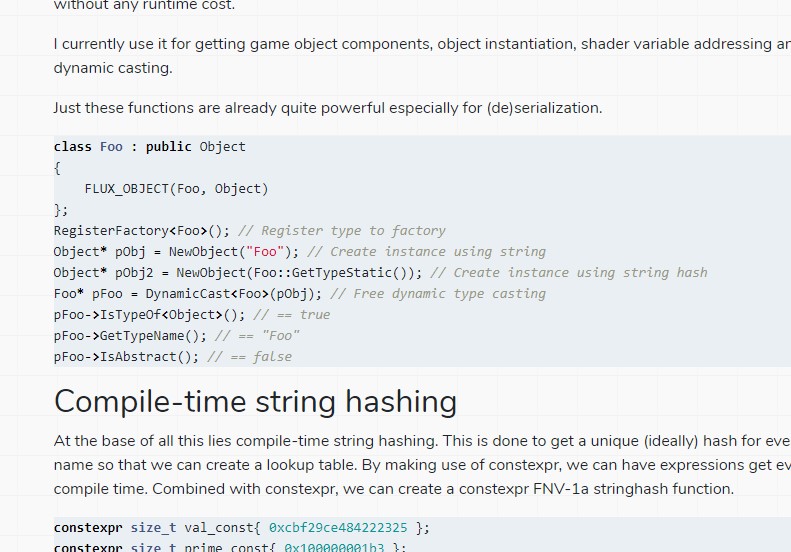 without any runtime cost.
I currently use it for getting game object components, object instantiation, shader variable addressing
dynamic casting.
Just these functions are already quite powerful especially for (de)serialization.
class Foo : public Object
{
FLUX_OBJECT(Foo, Object)
};
RegisterFactory<Foo>(); // Register type to factory
Object* pObj = NewObject("Foo"); // Create instance using string
Object* pObj2 = NewObject(Foo::GetTypeStatic()); // Create instance using string hash
Foo* pFoo = DynamicCast<Foo>(pObj); // Free dynamic type casting
pFoo->IsTypeOf<Object>(); // == true
pFoo->GetTypeName(); // == "Foo"
pFoo->IsAbstract(); // == false
Compile-time string hashing
At the base of all this lies compile-time string hashing. This is done to get a unique (ideally) hash for
name so that we can create a lookup table. By making use of constexpr, we can have expressions get
compile time. Combined with constexpr, we can create a constexpr FNV-1a stringhash function.
constexpr size_t val_const{ 0xcbf29ce484222325 };
constexpr size_t prime_const{ 0x100000001b3 };